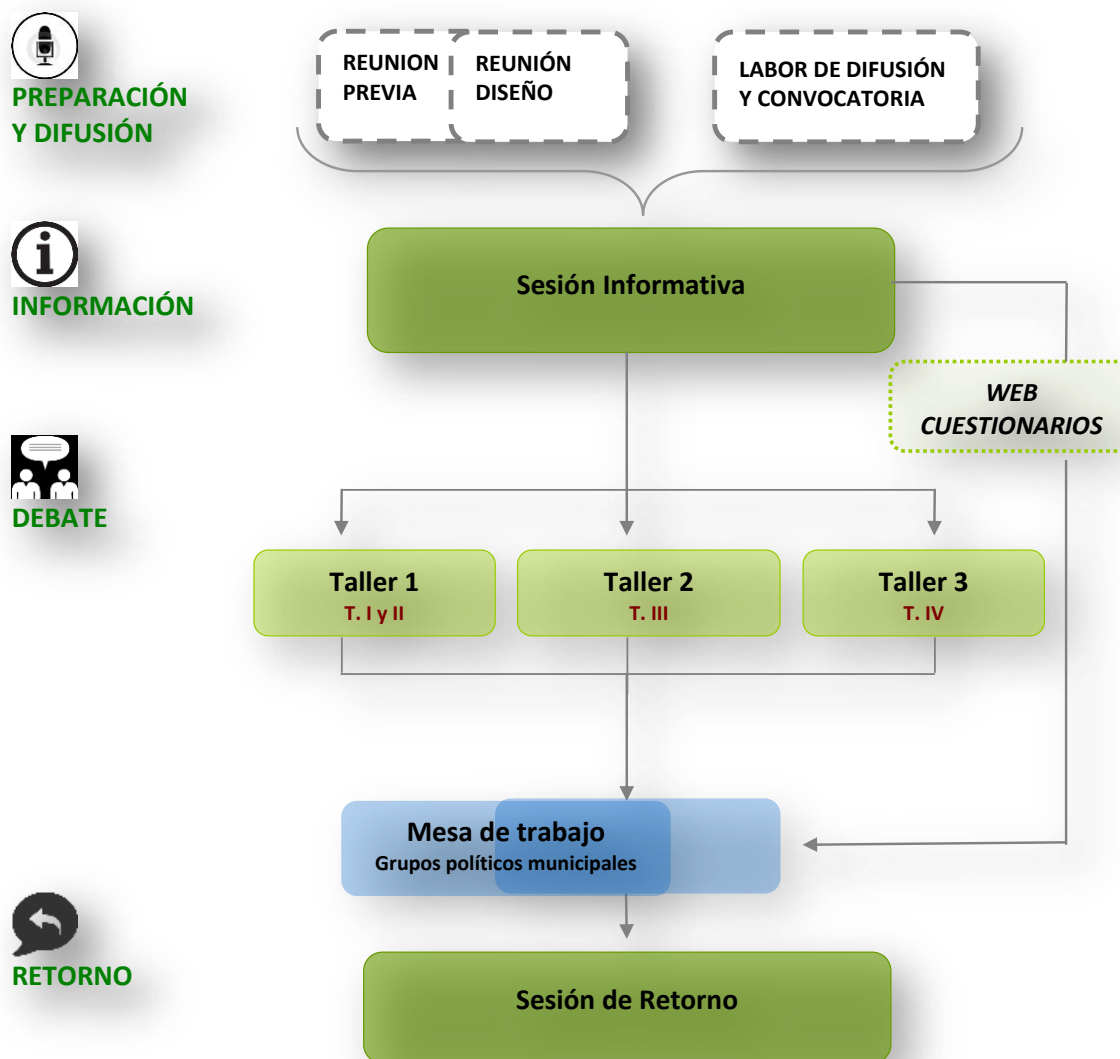 PREPARACIÓN
Y DIFUSIÓN
REUNION
PREVIA
REUNIÓN
DISEÑO
LABOR DE DIFUSIÓN
Y CONVOCATORIA
INFORMACIÓN
Sesión Informativa
WEB
CUESTIONARIOS
DEBATE
Taller 1
T. I y II
Taller 2
T. III
Taller 3
T. IV
Mesa de trabajo
Grupos políticos municipales
RETORNO
Sesión de Retorno